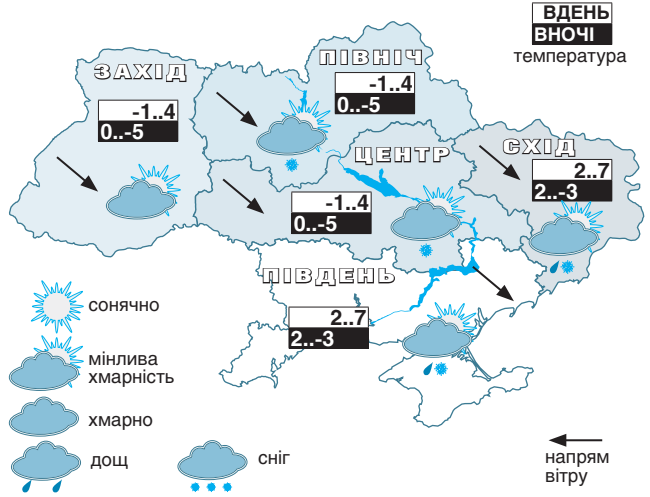 ВДЕНЬ
ВНОЧІ
температура
ЗАХІД
-1..4
0..-5
ПІВНІЧ
-1..4
0..-5
ЦЕНТР
-1..4
0..-5
СХІД
2..7
2..-3
ПІВДЕНЬ
2..7
2..-3
сонячно
мінлива
хмарність
хмарно
дощ
сніг
напрям
вітру